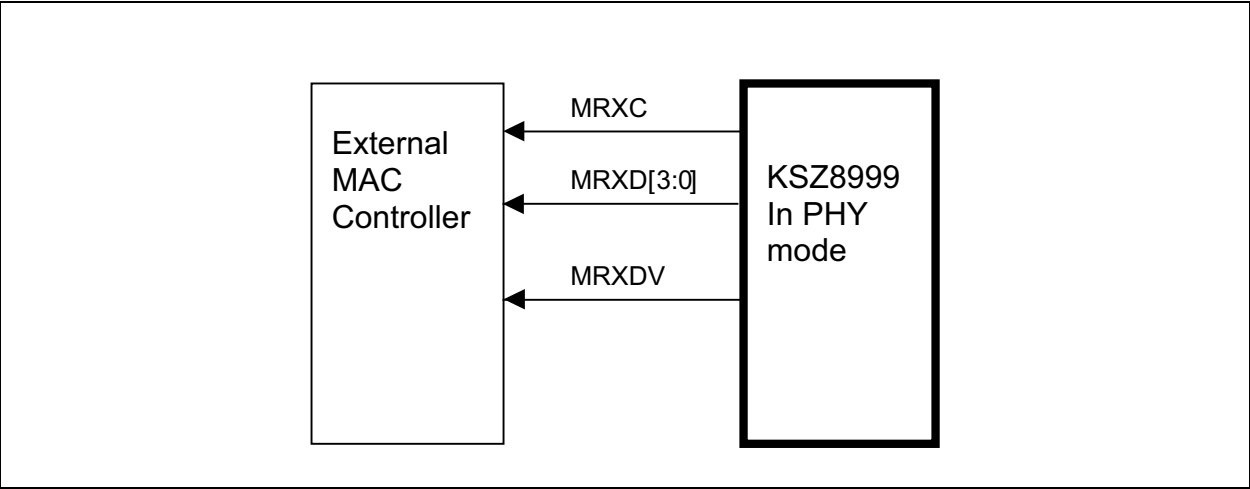 External
MAC
Controller
MRXC
MRXD[3:0]
MRXDV
KSZ8999
In PHY
mode